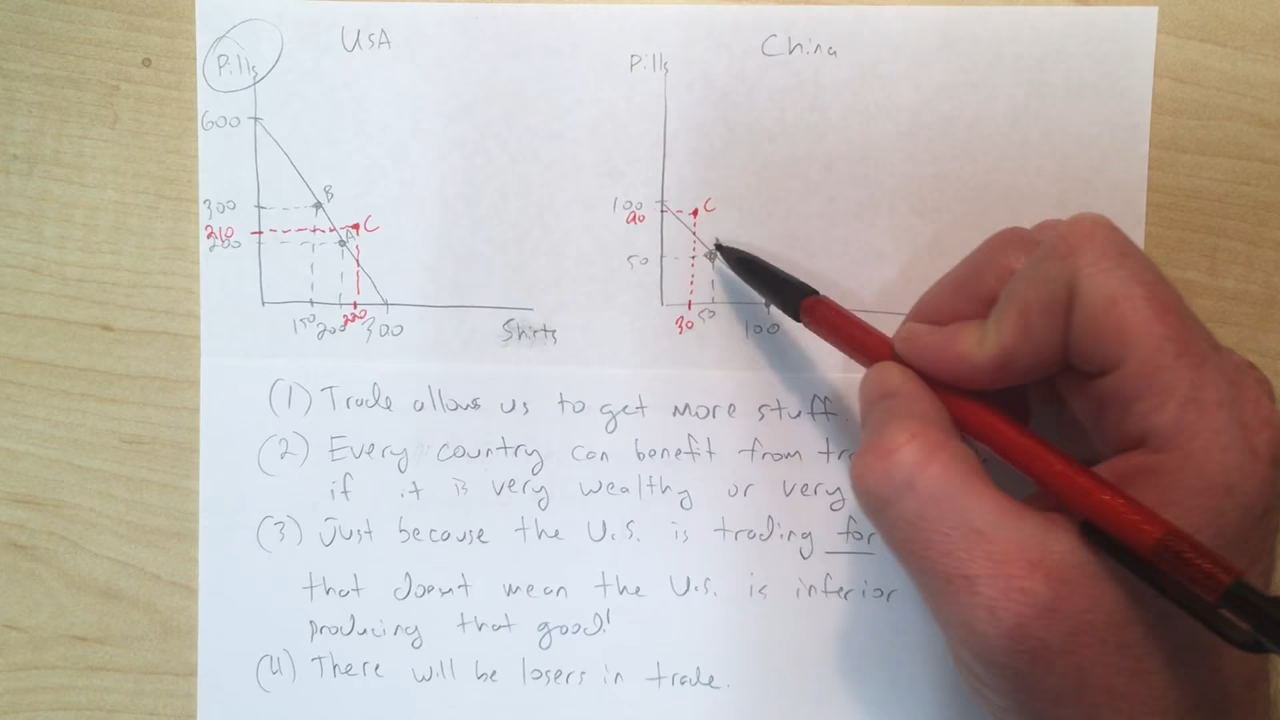 USA
China
Pills
Pills
600
300
210
200
B
A
C
150
200
220
300
Shirts
100
90
50
C
30
50
100
(1) Trade allows us to get more stuff.
(2) Every country can benefit from
if it is very wealthy or very
(3) Just because the U.S. is trading for
that doesnt mean the U.S. is inferior
producing that good!
(4) There will be losers in trade.